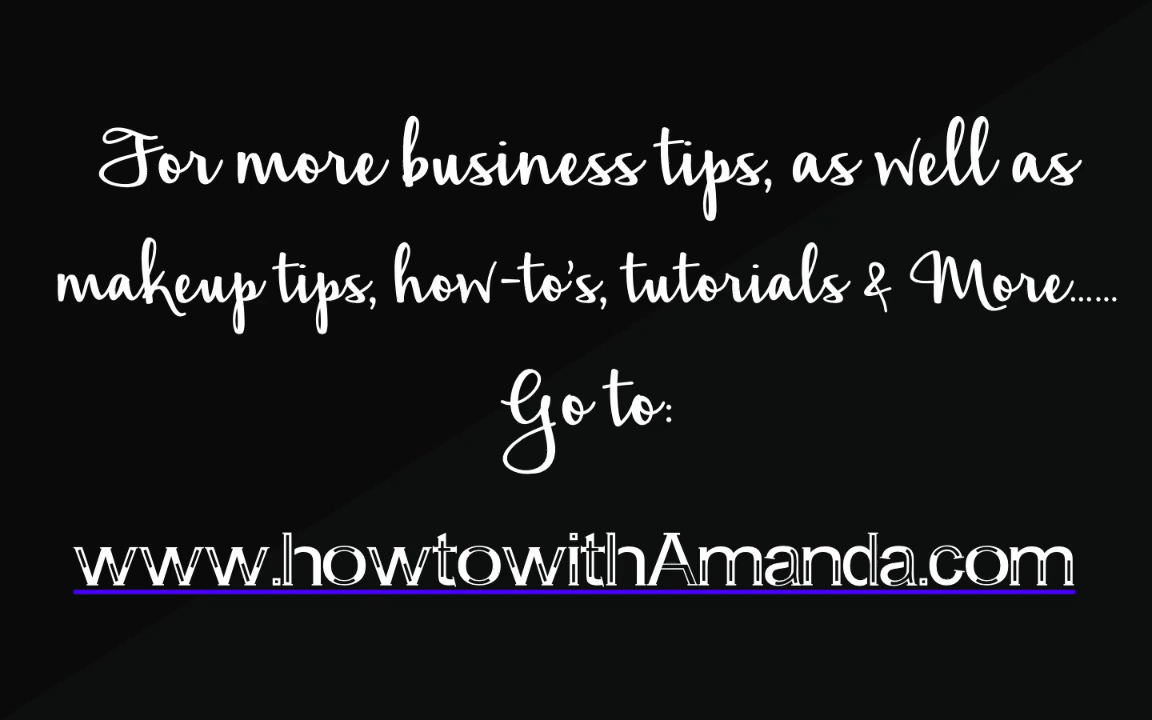 For more business tips, as well as
makeup tips, how-to's, tutorials & More......
Go to:
www.howtowithAmanda.com